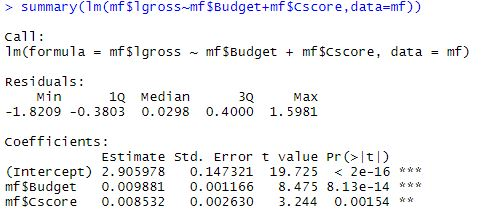 > summary(lm(mf$lgross~mf$Budget+mf$Cscore,data=mf))
Call:
lm(formula = mf$lgross ~ mf$Budget + mf$Cscore, data = mf)
Residuals:
Min 1Q Median 3Q Max
-1.8209 -0.3803 0.0298 0.4000 1.5981
Coefficients:
Estimate Std. Error t value Pr(>|t|)
(Intercept) 2.905978 0.147321 19.725 < 2e-16 ***
mf$Budget 0.009881 0.001166 8.475 8.13e-14 ***
mf$Cscore 0.008532 0.002630 3.244 0.00154 **